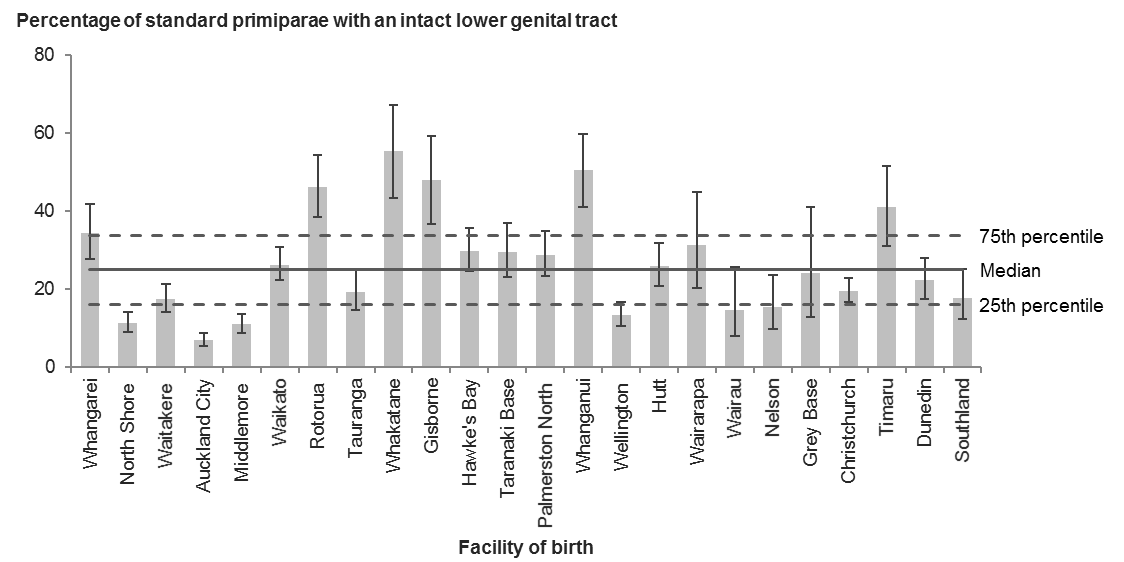 Percentage of standard primiparae with an intact lower genital tract
80
60
40
20
0
75th percentile
Median
25th percentile
Whangarei
North Shore
Waitakere
Auckland City
Middlemore
Waikato
Rotorua
Tauranga
Whakatane
Gisborne
Hawke's Bay
Taranaki Base
Palmerston North
Whanganui
Wellington
Hutt
Wairarapa
Wairau
Nelson
Grey Base
Christchurch
Timaru
Dunedin
Southland
Facility of birth